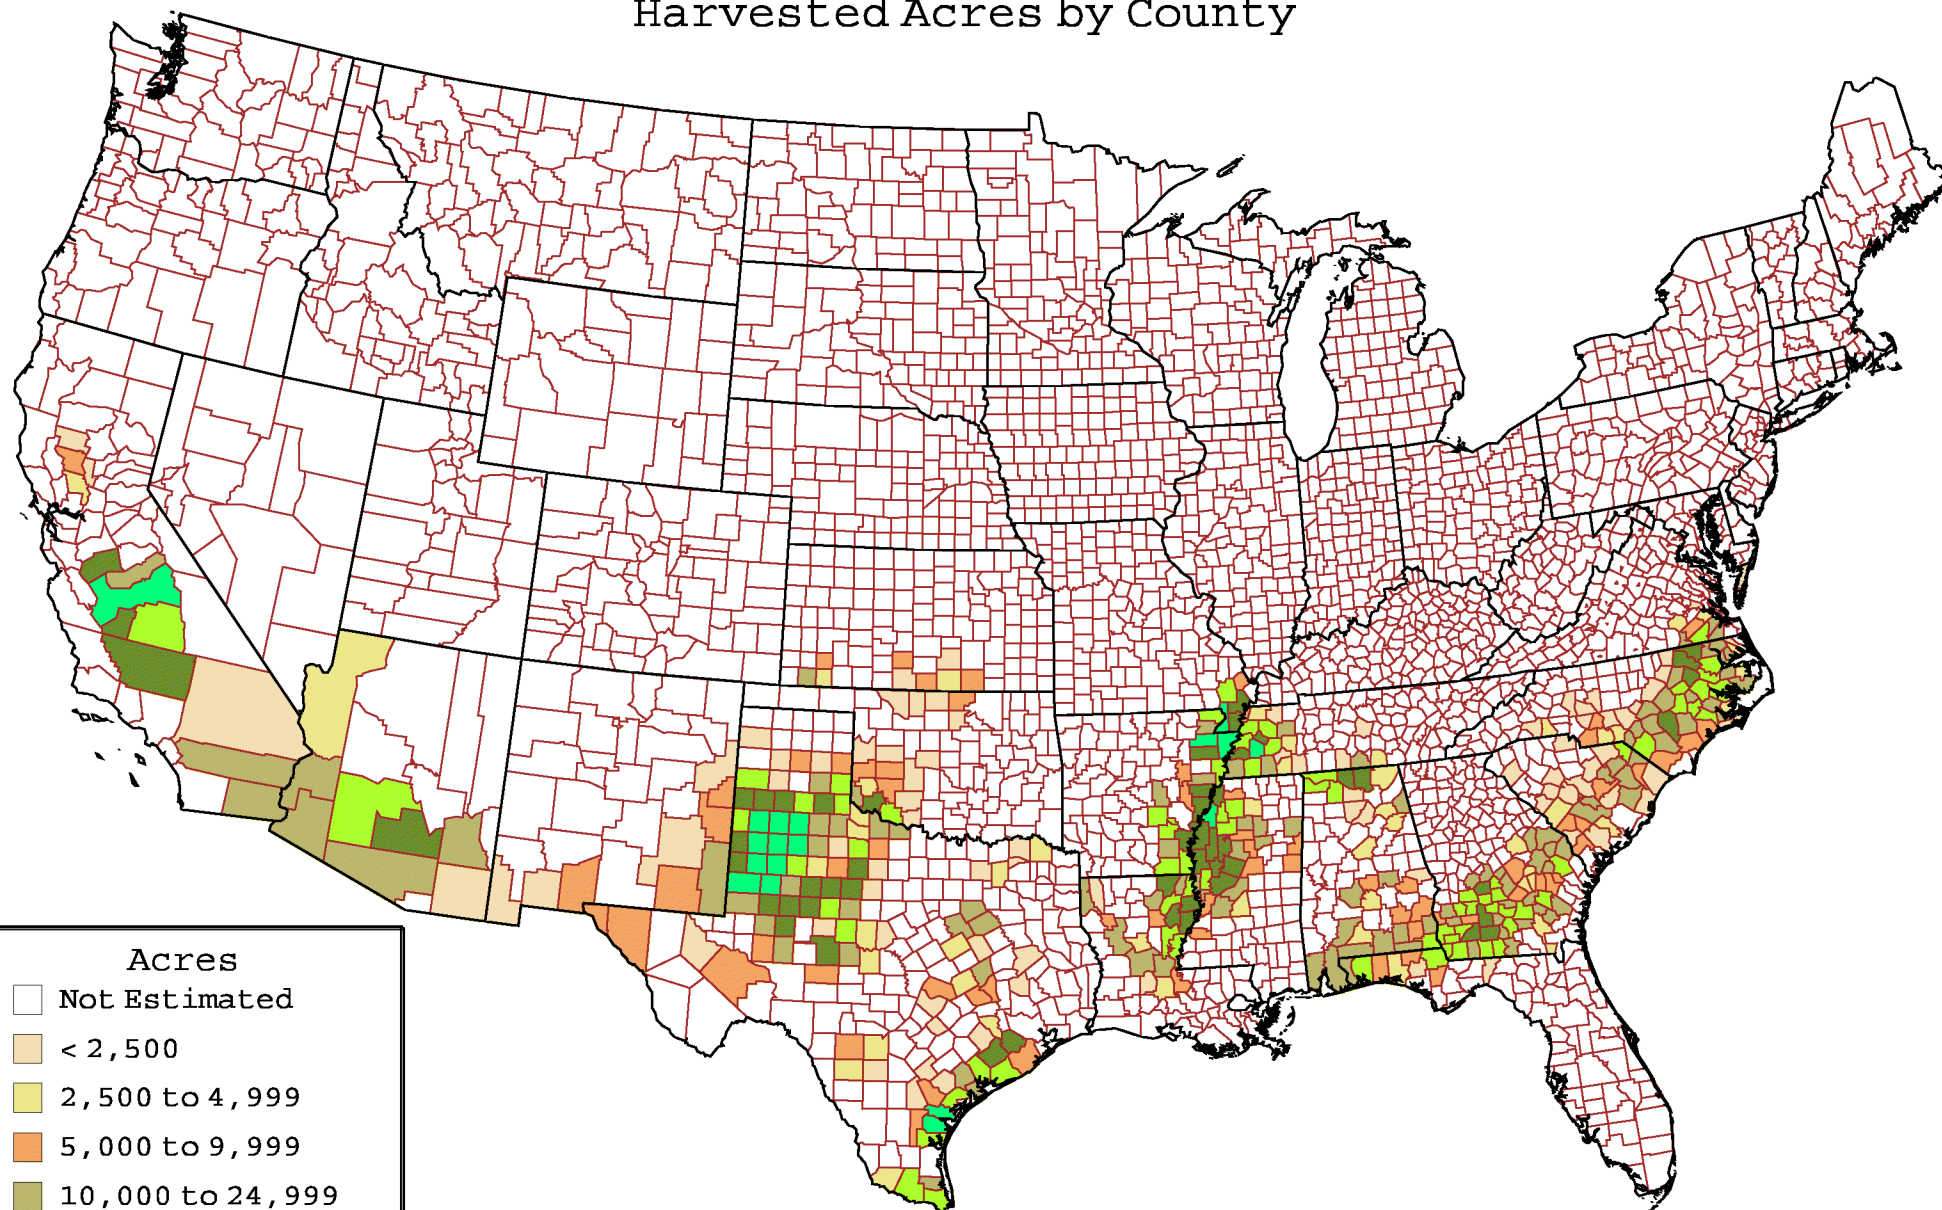 Harvested Acres by County
Acres
Not Estimated
< 2,500
2,500 to 4,999
5,000 to 9,999
10,000 to 24,999